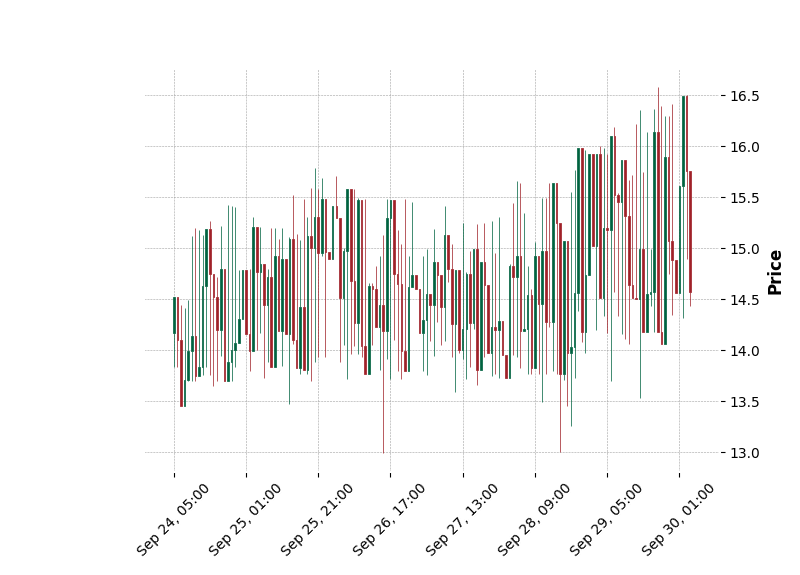 16.5
16.0
15.5
15.0
14.5
14.0
13.5
13.0
Price
Sep 24, 05:00
Sep 25, 01:00
Sep 25, 21:00
Sep 26, 17:00
Sep 27, 13:00
Sep 28, 09:00
Sep 29, 05:00
Sep 30, 01:00